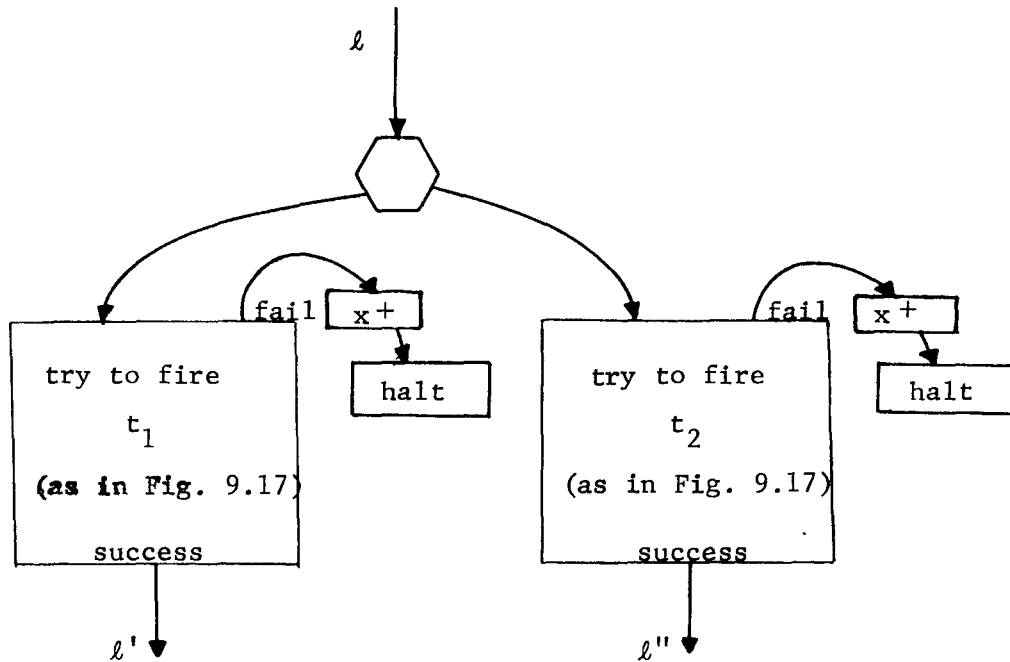 ℓ
fail
x+
halt
try to fire
t1
(as in Fig. 9.17)
success
ℓ'
fail
x+
halt
try to fire
t2
(as in Fig. 9.17)
success
ℓ"